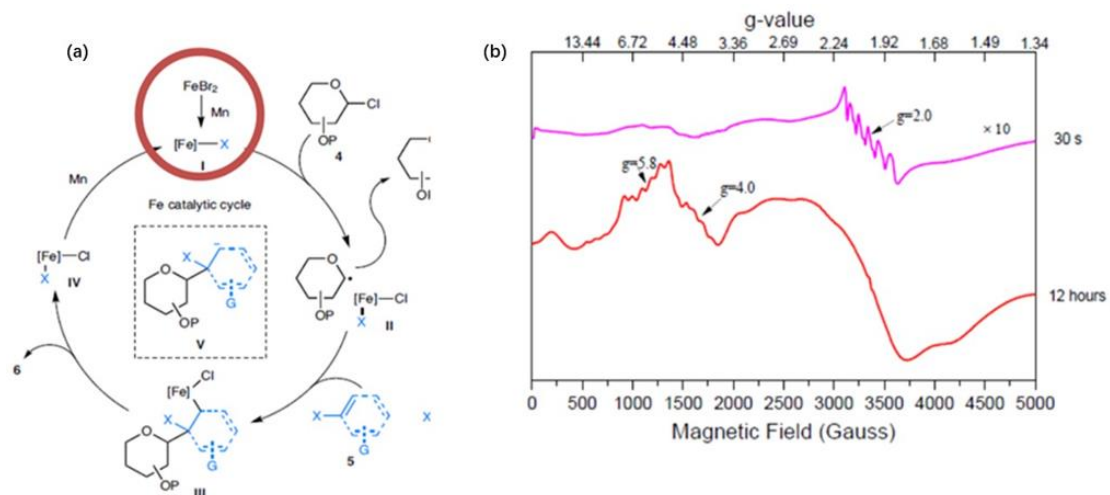 (a)
FeBr2
Mn
[Fe]—X
I
O
Cl
OP
4
Mn
Fe catalytic cycle
[Fe]—Cl
X
IV
O
X
G
OP
V
O
OP
[Fe]—Cl
X
II
6
Cl
[Fe]
X
O
G
OP
III
X
G
5
X
(b)
g-value
13.44 6.72 4.48 3.36 2.69 2.24 1.92 1.68 1.49 1.34
g=2.0
× 10
30 s
g=5.8
g=4.0
12 hours
0 500 1000 1500 2000 2500 3000 3500 4000 4500 5000
Magnetic Field (Gauss)